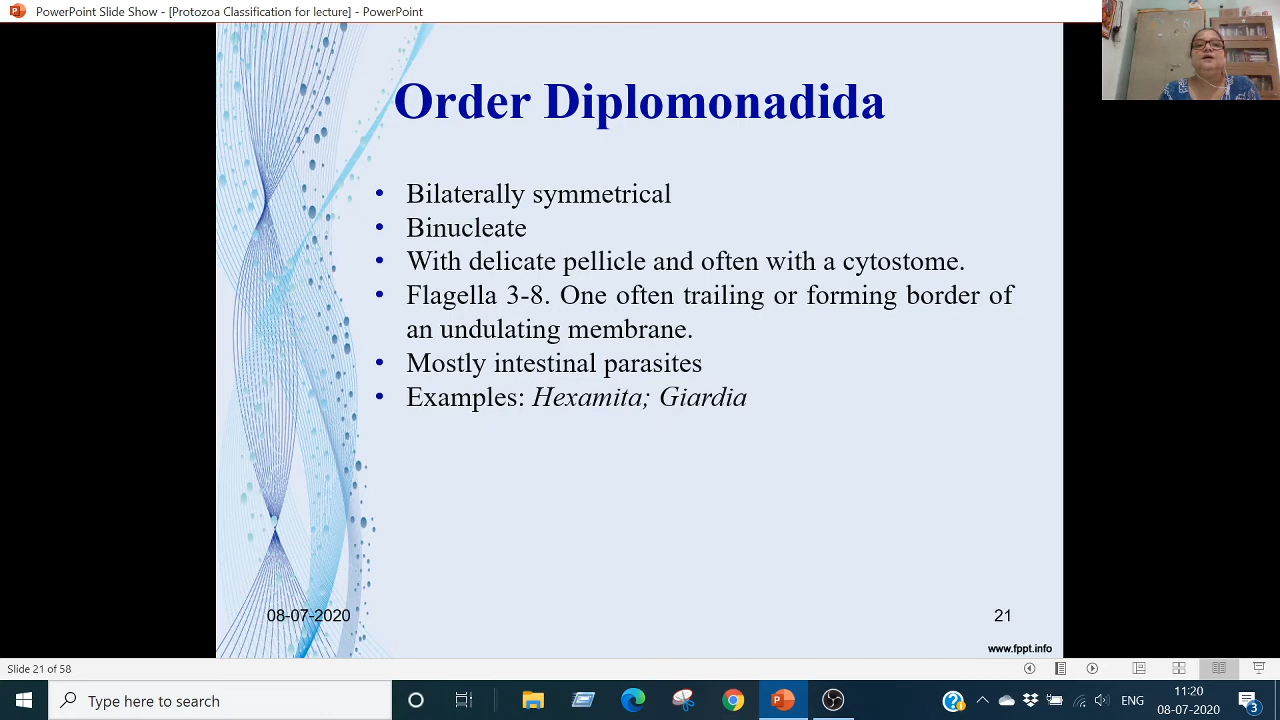 PowerPoint Slide Show - [Protozoa Classification for lecture] - PowerPoint
Order Diplomonadida
• Bilaterally symmetrical
• Binucleate
• With delicate pellicle and often with a cytostome.
• Flagella 3-8. One often trailing or forming border of
an undulating membrane.
• Mostly intestinal parasites
• Examples: Hexamita; Giardia
08-07-2020
21
www.fppt.info
Slide 21 of 58
Type here to search
ENG
11:20
08-07-2020
3